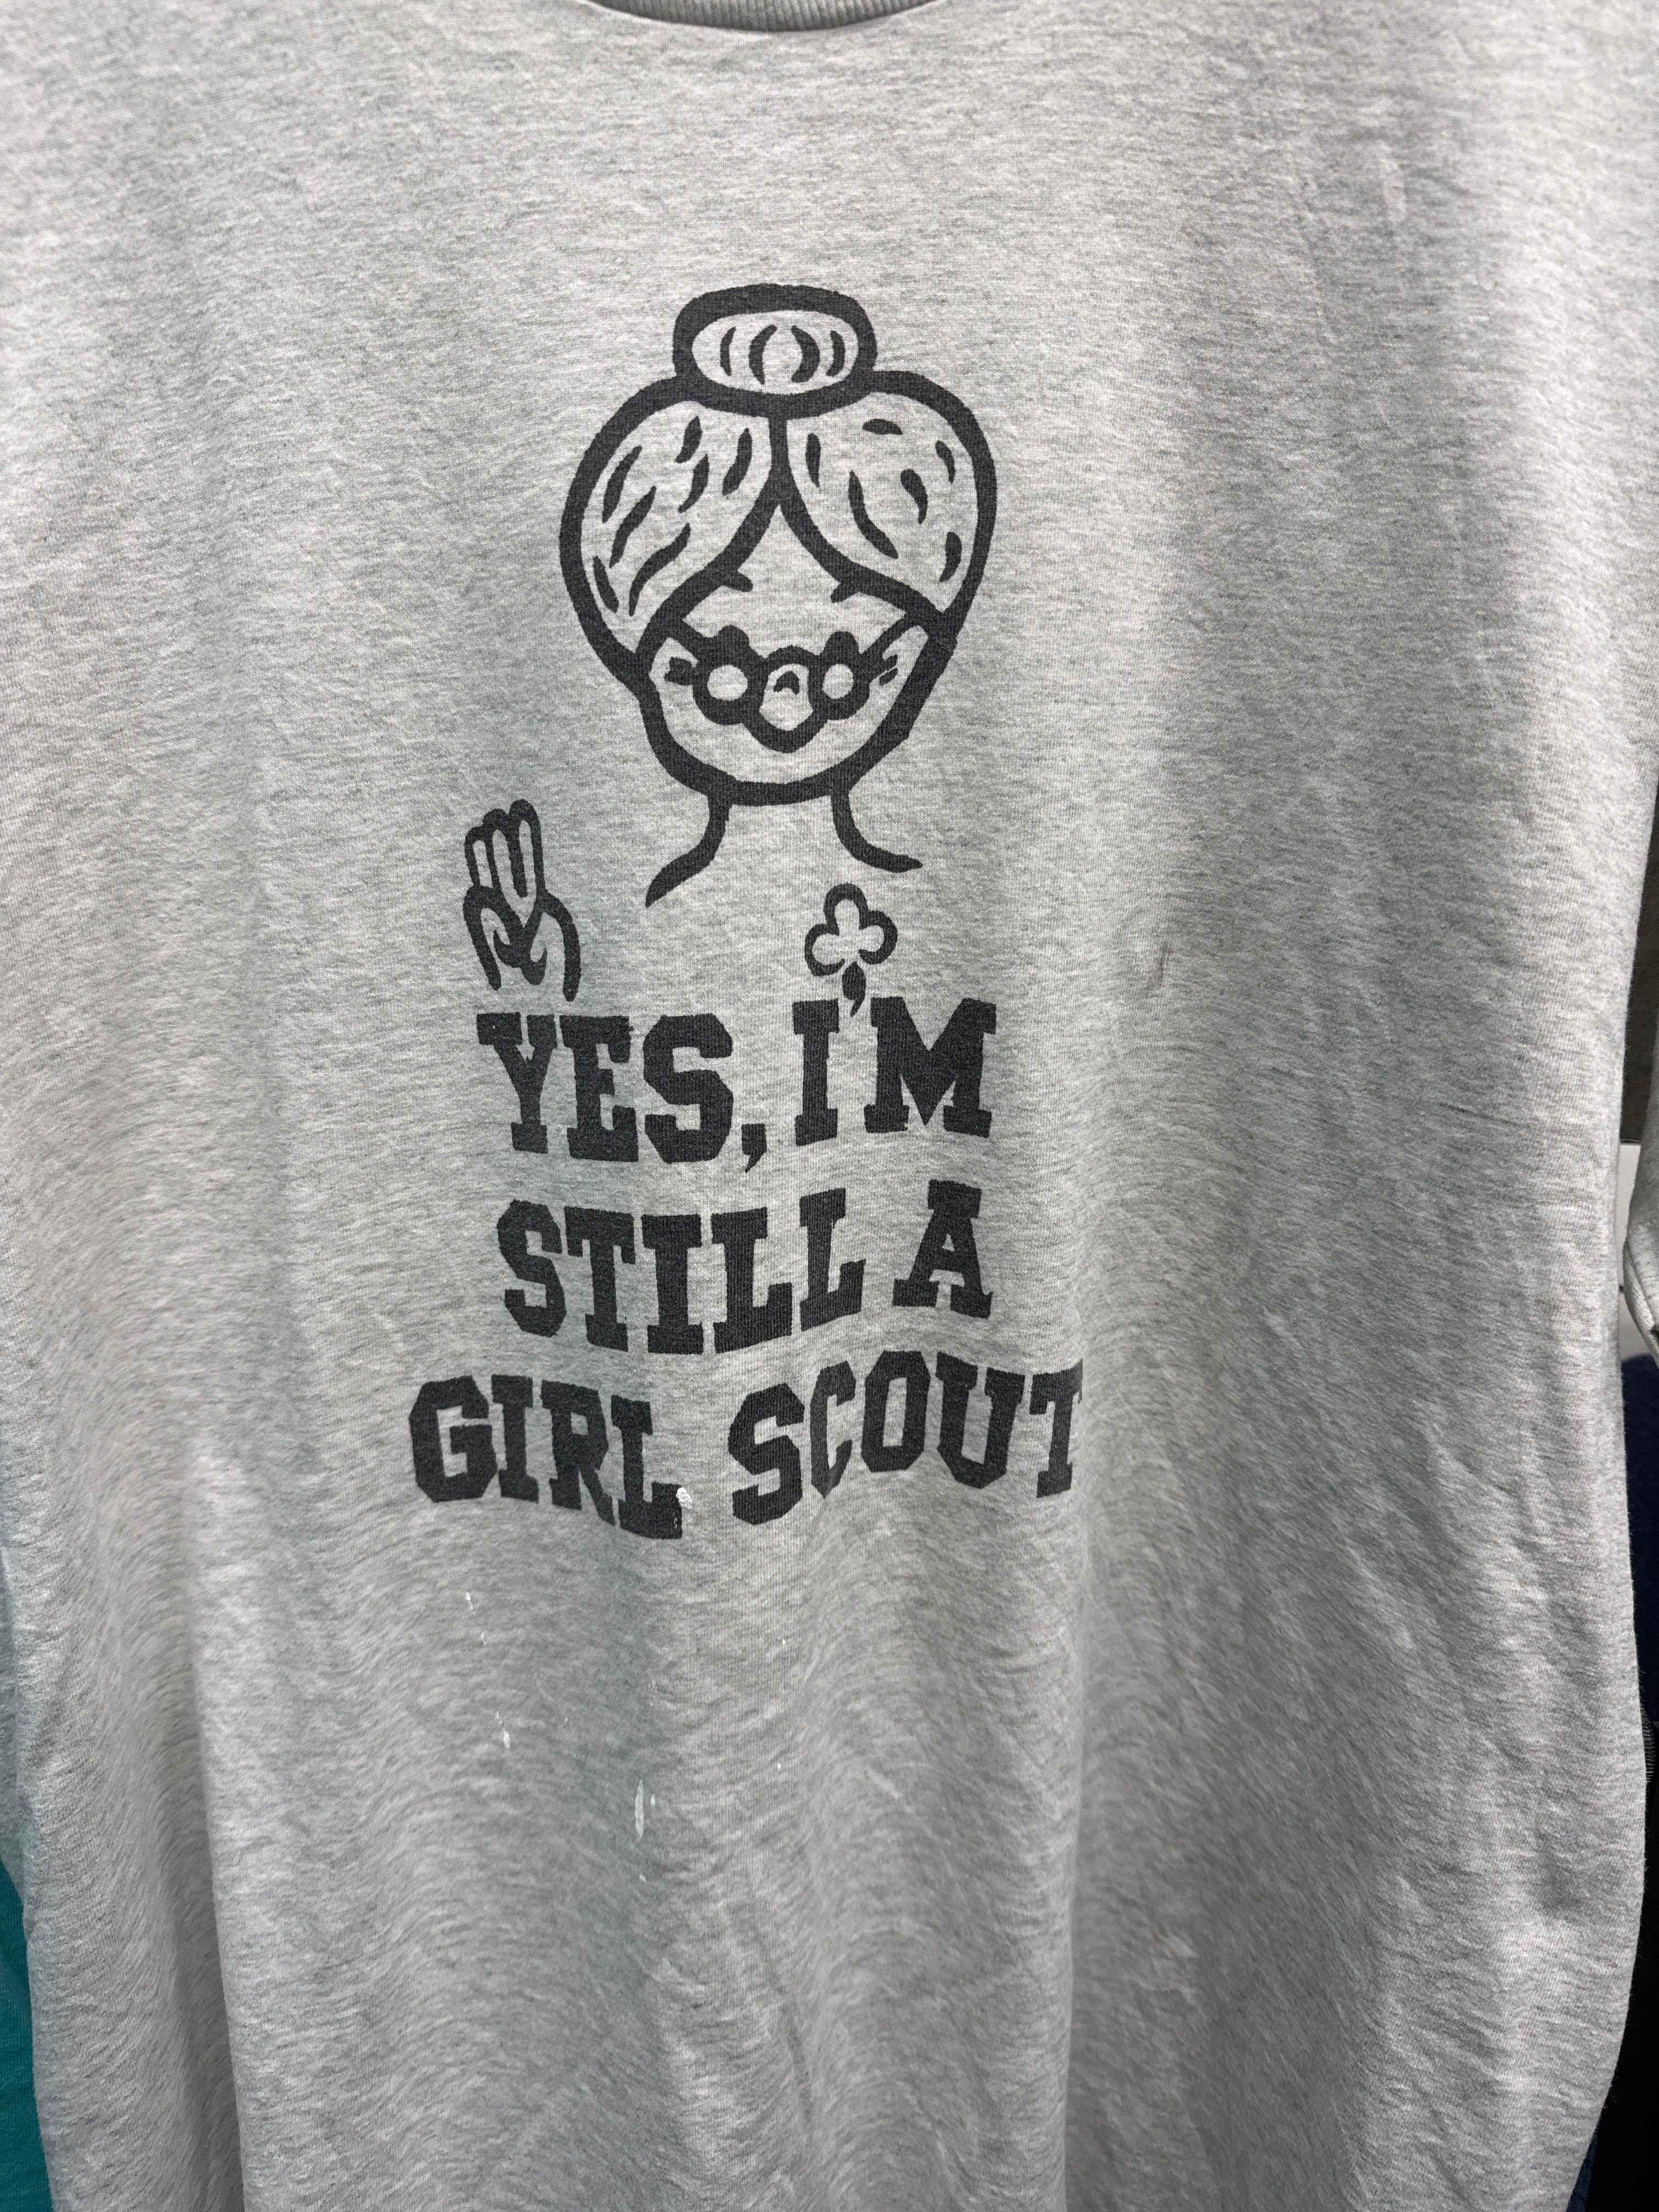 YES, I'M
STILL A
GIRL SCOUT